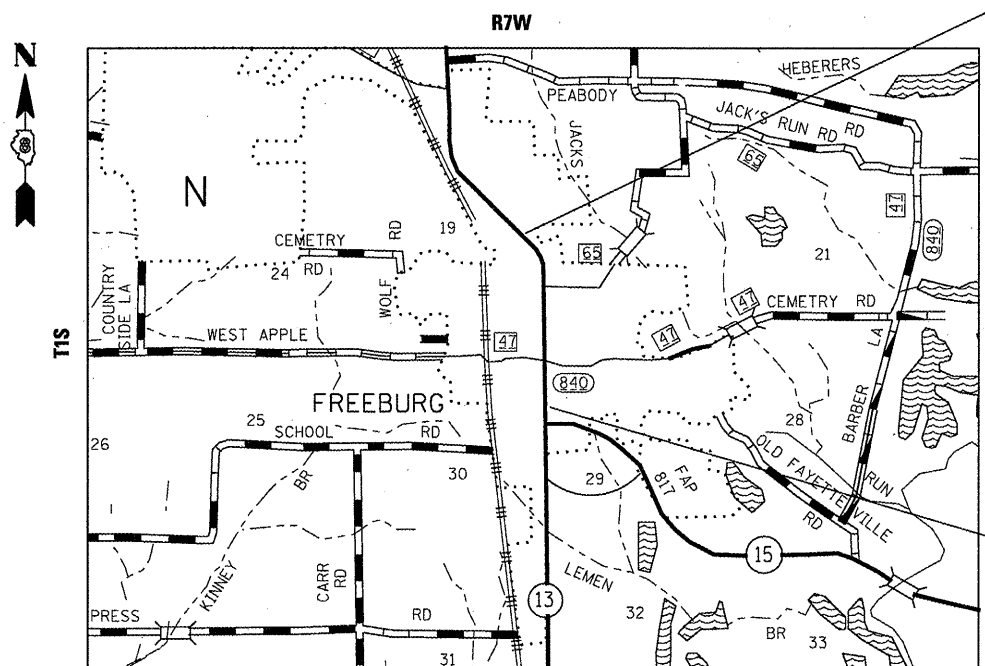 R7W
N
HEBERERS
PEABODY
RD
JACK'S RUN RD
JACKS
65
N
47
CEMETRY
RD
RD
WOLF
19
65
840
24
21
COUNTRY
SIDE LA
T1S
WEST APPLE
47
47
47
CEMETRY RD
LA
BARBER
840
FREEBURG
25
SCHOOL RD
26
30
29
28
BR
FAP
817
OLD FAYETTEVILLE
RD
RUN
15
KINNEY
CARR
RD
LEMEN
13
PRESS RD
32
BR
33
31